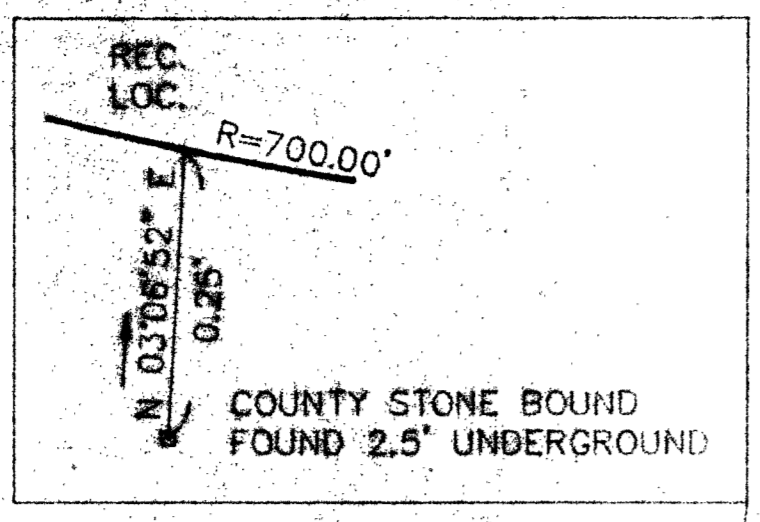 REC.
LOC.
R=700.00'
N 03°06'52" E
0.25'
COUNTY STONE BOUND
FOUND 2.5' UNDERGROUND